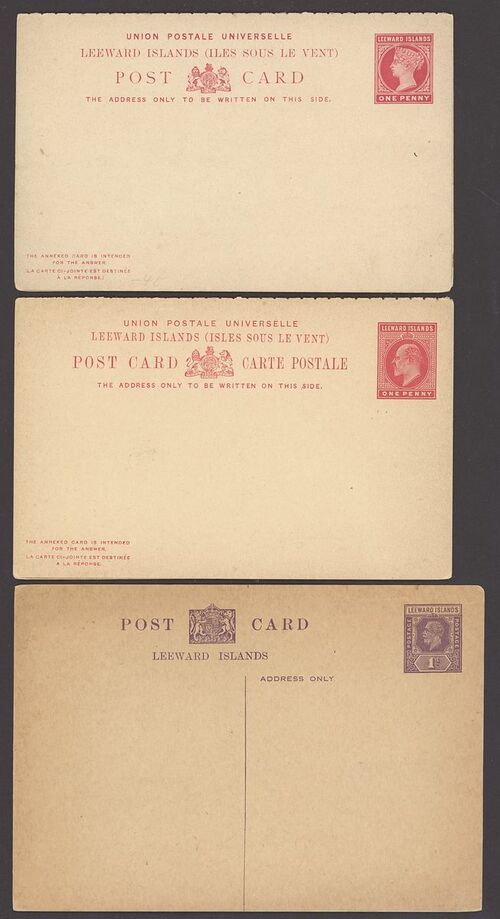 UNION POSTALE UNIVERSELLE
LEEWARD ISLANDS (ILES SOUS LE VENT)
POST CARD
THE ADDRESS ONLY TO BE WRITTEN ON THIS SIDE.
LEEWARD ISLANDS
ONE PENNY
THE ANNEXED CARD IS INTENDED
FOR THE ANSWER.
LA CARTE CI-JOINTE EST DESTINÉE
À LA RÉPONSE.
UNION POSTALE UNIVERSELLE
LEEWARD ISLANDS (ISLES SOUS LE VENT)
POST CARD CARTE POSTALE
THE ADDRESS ONLY TO BE WRITTEN ON THIS SIDE.
LEEWARD ISLANDS
ONE PENNY
THE ANNEXED CARD IS INTENDED
FOR THE ANSWER.
LA CARTE CI-JOINTE EST DESTINÉE
À LA RÉPONSE.
POST CARD
LEEWARD ISLANDS
ADDRESS ONLY
LEEWARD ISLANDS
POSTAGE
POSTAGE
1D